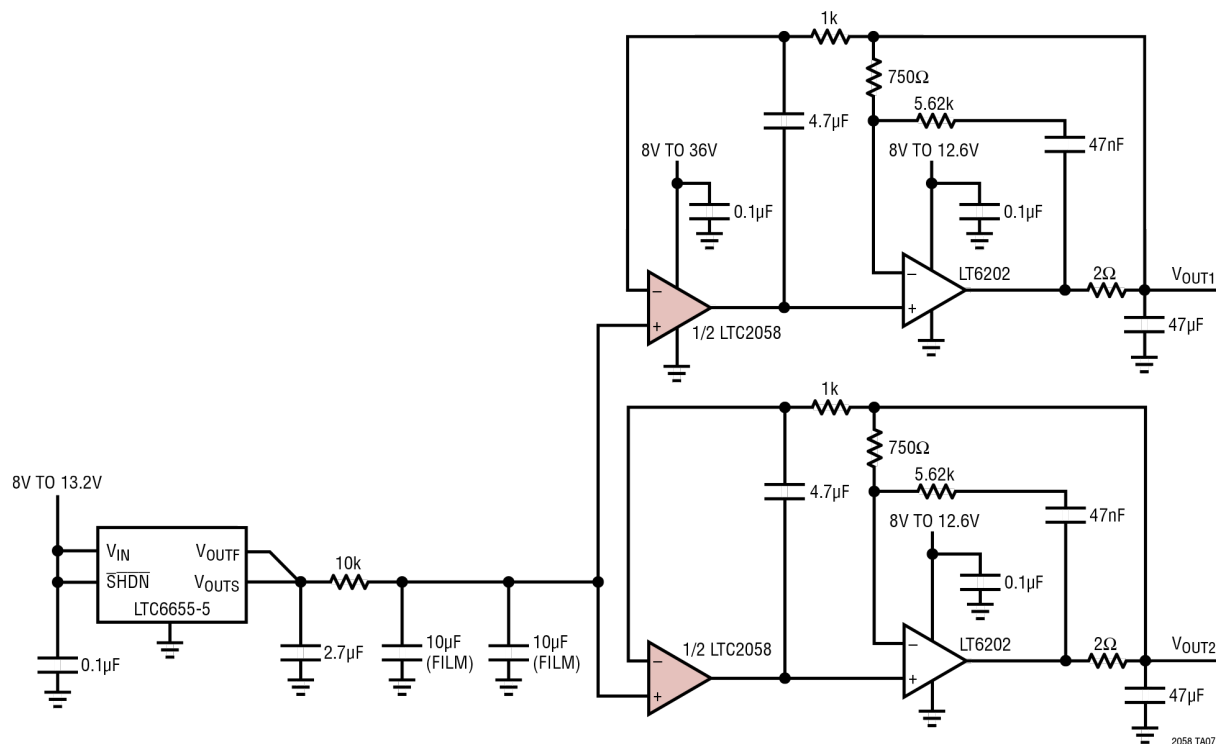 1k
750Ω
5.62k
4.7µF
47nF
8V TO 36V
8V TO 12.6V
0.1µF
0.1µF
−
+
1/2 LTC2058
−
+
LT6202
2Ω
VOUT1
47µF
1k
750Ω
5.62k
4.7µF
47nF
8V TO 12.6V
0.1µF
8V TO 13.2V
VIN
SHDN
VOUTF
VOUTS
LTC6655-5
0.1µF
2.7µF
10k
10µF
(FILM)
10µF
(FILM)
−
+
1/2 LTC2058
−
+
LT6202
2Ω
VOUT2
47µF
2058 TA07